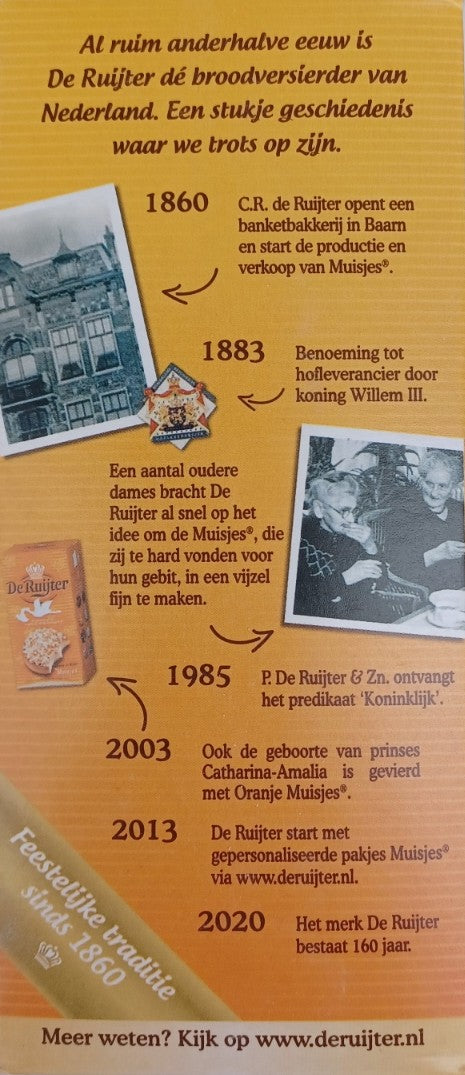 Al ruim anderhalve eeuw is
De Ruijter dé broodversierder van
Nederland. Een stukje geschiedenis
waar we trots op zijn.
1860
C.R. de Ruijter opent een
banketbakkerij in Baarn
en start de productie en
verkoop van Muisjes®.
1883
Benoeming tot
hofleverancier door
koning Willem III.
Een aantal oudere
dames bracht De
Ruijter al snel op het
idee om de Muisjes®, die
zij te hard vonden voor
hun gebit, in een vijzel
fijn te maken.
De Ruijter
1985
P. De Ruijter & Zn. ontvangt
het predikaat 'Koninklijk'.
2003
Ook de geboorte van prinses
Catharina-Amalia is gevierd
met Oranje Muisjes®.
2013
De Ruijter start met
gepersonaliseerde pakjes Muisjes®
via www.deruijter.nl.
2020
Het merk De Ruijter
bestaat 160 jaar.
Feestelijke traditie
sinds 1860
Meer weten? Kijk op www.deruijter.nl